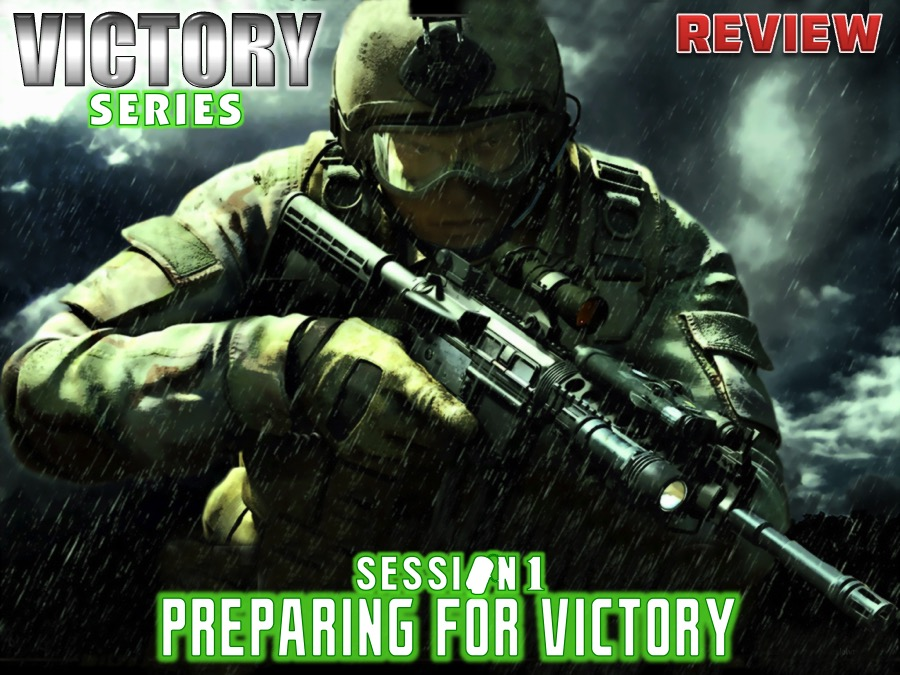 VICTORY
SERIES
REVIEW
SESSION 1
PREPARING FOR VICTORY